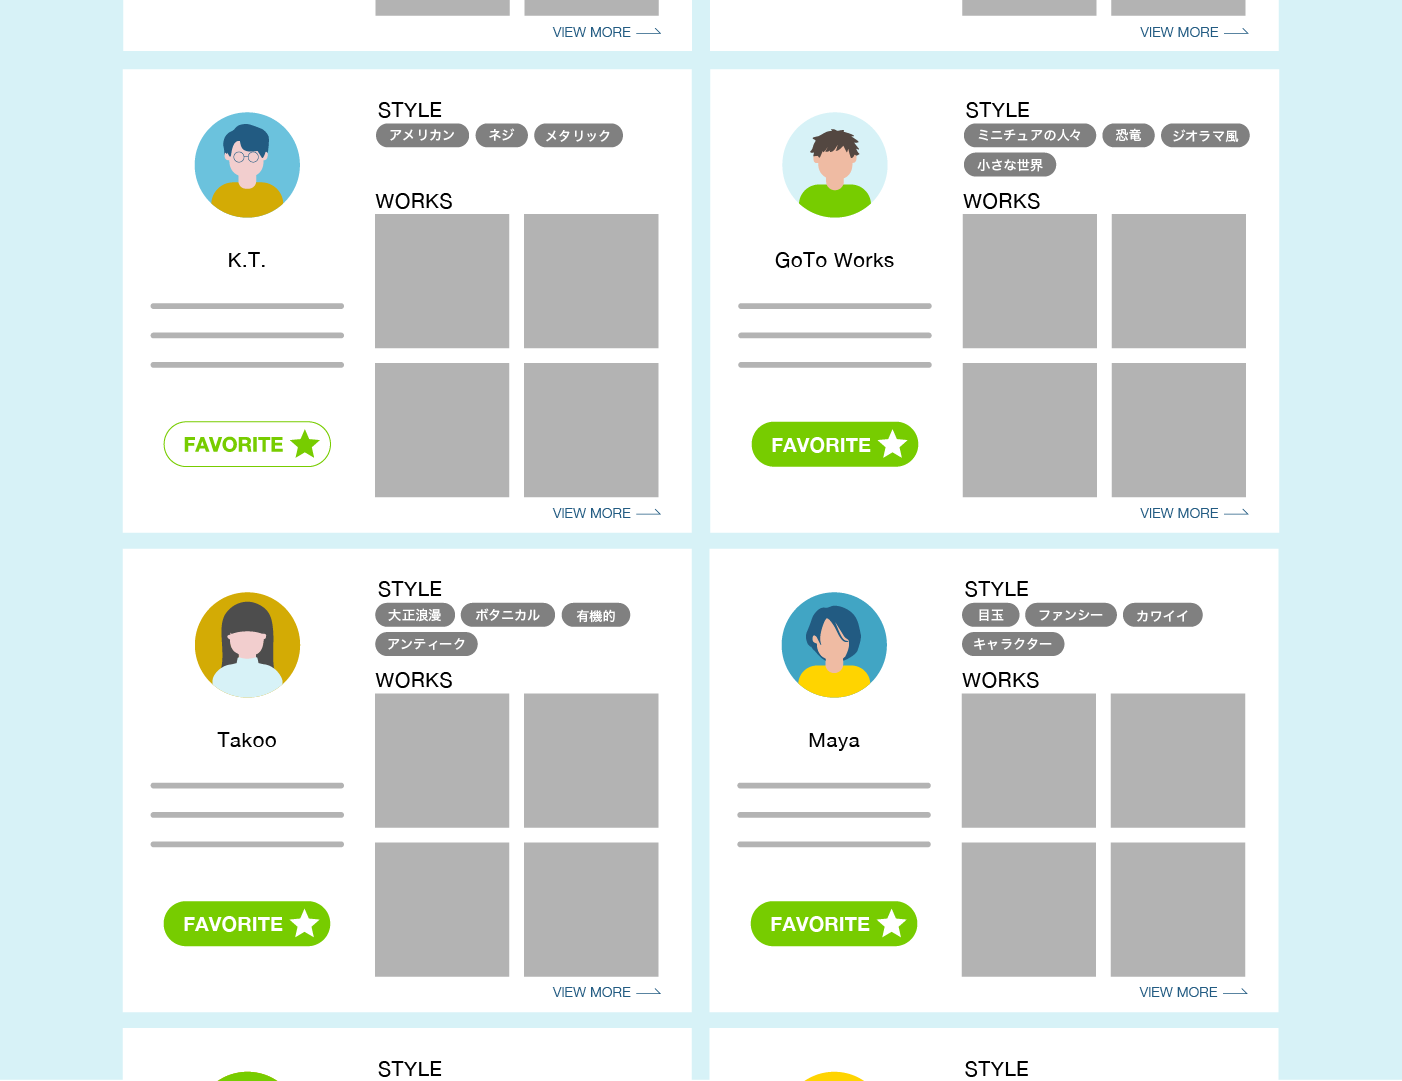 VIEW MORE
VIEW MORE
STYLE
アメリカン ネジ メタリック
WORKS
K.T.
FAVORITE
VIEW MORE
STYLE
ミニチュアの人々 恐竜 ジオラマ風
小さな世界
WORKS
GoTo Works
FAVORITE
VIEW MORE
STYLE
大正浪漫 ボタニカル 有機的
アンティーク
WORKS
Takoo
FAVORITE
VIEW MORE
STYLE
目玉 ファンシー カワイイ
キャラクター
WORKS
Maya
FAVORITE
VIEW MORE
STYLE
STYLE